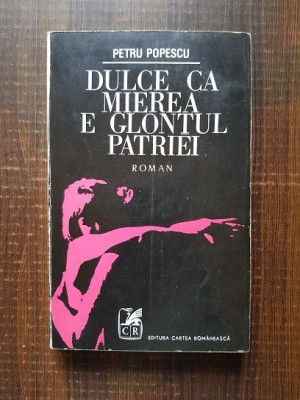 PETRU POPESCU
DULCE CA
MIEREA
E GLONTUL
PATRIEI
ROMAN
CR
EDITURA CARTEA ROMÂNEASCĂ